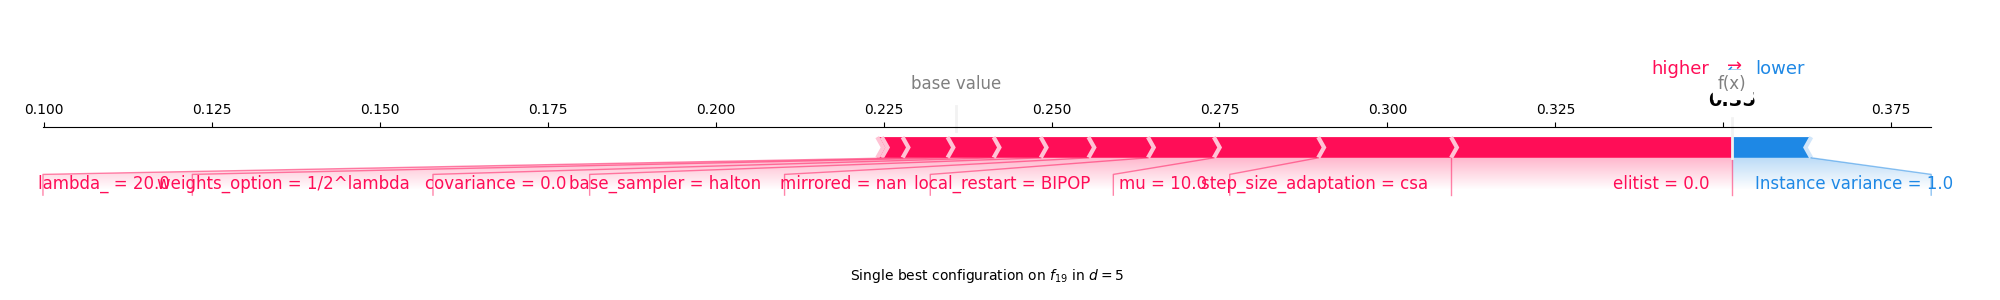 higher ⇄ lower
base value f(x)
0.100 0.125 0.150 0.175 0.200 0.225 0.250 0.275 0.300 0.325 0.35 0.375
lambda_ = 20.0 weights_option = 1/2^lambda covariance = 0.0 base_sampler = halton mirrored = nan local_restart = BIPOP mu = 10.0 step_size_adaptation = csa elitist = 0.0 Instance variance = 1.0
Single best configuration on f19 in d = 5